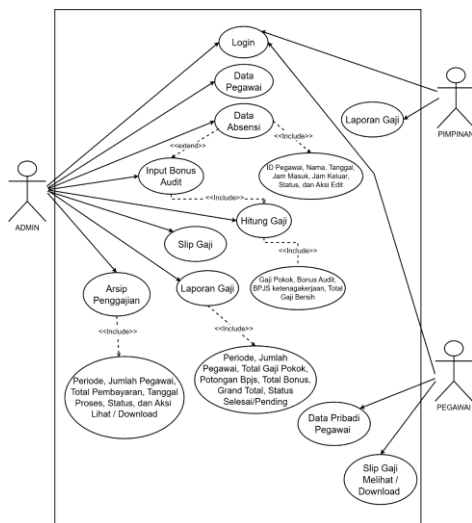 Login
Data
Pegawai
Laporan Gaji
PIMPINAN
Data
Absensi
<<extend>>
<<Include>>
Input Bonus
Audit
ID Pegawai, Nama, Tanggal,
Jam Masuk, Jam Keluar,
Status, dan Aksi Edit
ADMIN
<<Include>>
Hitung Gaji
Slip Gaji
<<Include>>
Arsip
Penggajian
Laporan Gaji
Gaji Pokok, Bonus Audit,
BPJS ketenagakerjaan, Total
Gaji Bersih
<<Include>>
<<Include>>
Periode, Jumlah Pegawai,
Total Pembayaran, Tanggal
Proses, Status, dan Aksi
Lihat / Download
Periode, Jumlah
Pegawai, Total Gaji Pokok,
Potongan Bpjs, Total Bonus,
Grand Total, Status
Selesai/Pending
Data Pribadi
Pegawai
PEGAWAI
Slip Gaji
Melihat /
Download